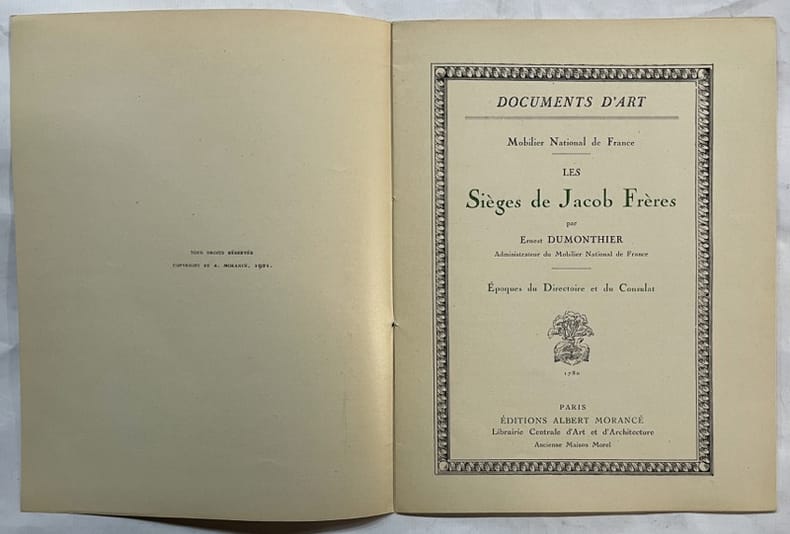 TOUS DROITS RÉSERVÉS
COPYRIGHT BY A. MORANCÉ, 1921.
DOCUMENTS D'ART
Mobilier National de France
LES
Sièges de Jacob Frères
par
Ernest DUMONTHIER
Administrateur du Mobilier National de France
Époques du Directoire et du Consulat
1780
PARIS
ÉDITIONS ALBERT MORANCÉ
Librairie Centrale d'Art et d'Architecture
Ancienne Maison Morel